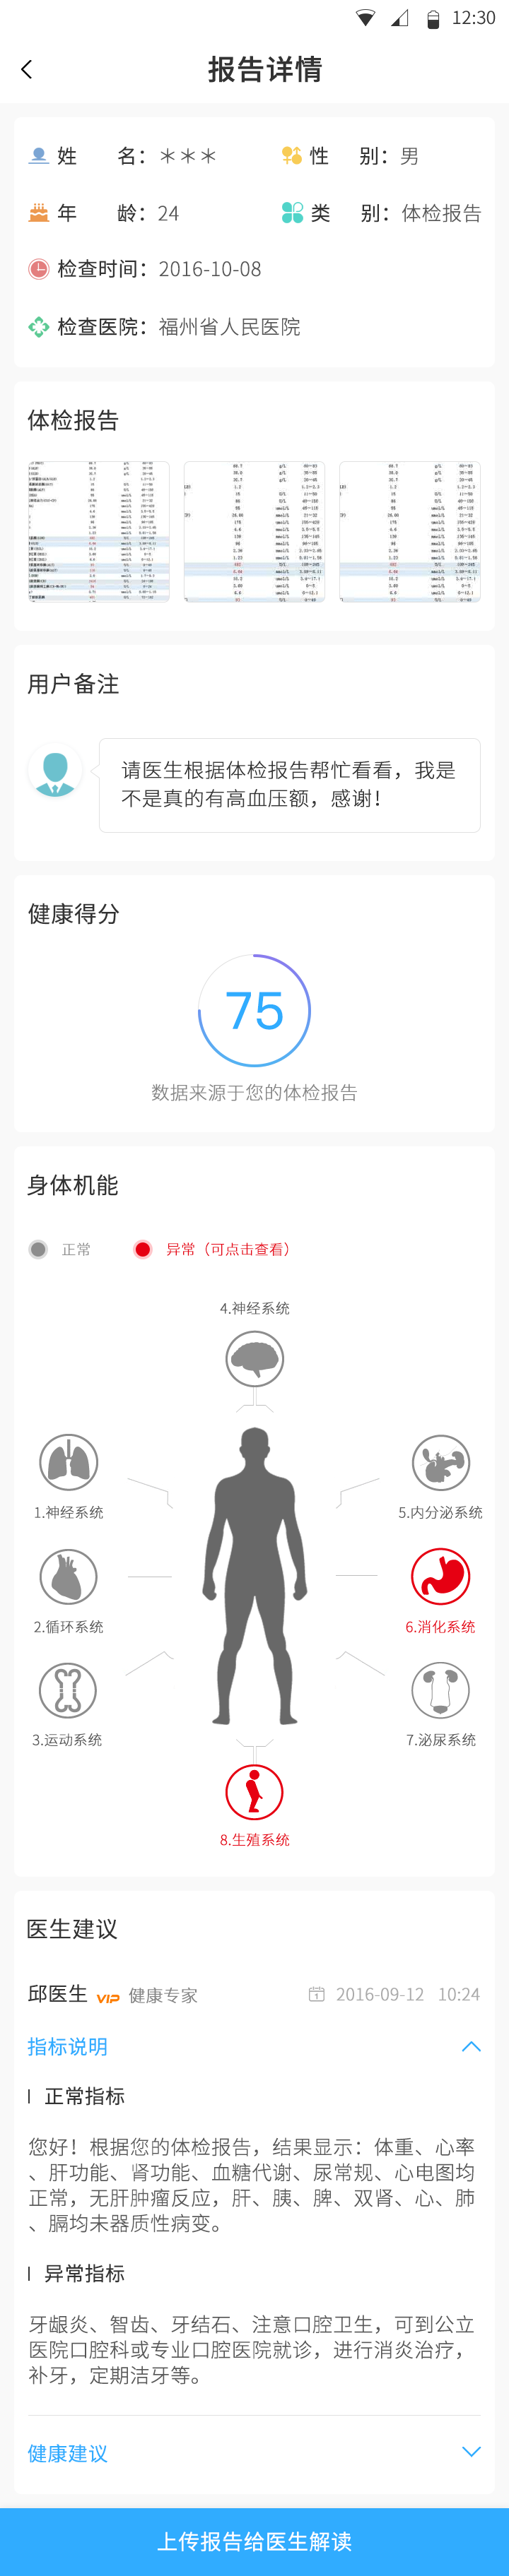 12:30
报告详情
姓 名：＊＊＊ 性 别：男
年 龄：24 类 别：体检报告
检查时间：2016-10-08
检查医院：福州省人民医院
体检报告
用户备注
请医生根据体检报告帮忙看看，我是
不是真的有高血压额，感谢！
健康得分
75
数据来源于您的体检报告
身体机能
正常 异常（可点击查看）
4.神经系统
1.神经系统 5.内分泌系统
2.循环系统 6.消化系统
3.运动系统 7.泌尿系统
8.生殖系统
医生建议
邱医生 VIP 健康专家 1 2016-09-12 10:24
指标说明
正常指标
您好！根据您的体检报告，结果显示：体重、心率
、肝功能、肾功能、血糖代谢、尿常规、心电图均
正常，无肝肿瘤反应，肝、胰、脾、双肾、心、肺
、膈均未器质性病变。
异常指标
牙龈炎、智齿、牙结石、注意口腔卫生，可到公立
医院口腔科或专业口腔医院就诊，进行消炎治疗，
补牙，定期洁牙等。
健康建议
上传报告给医生解读